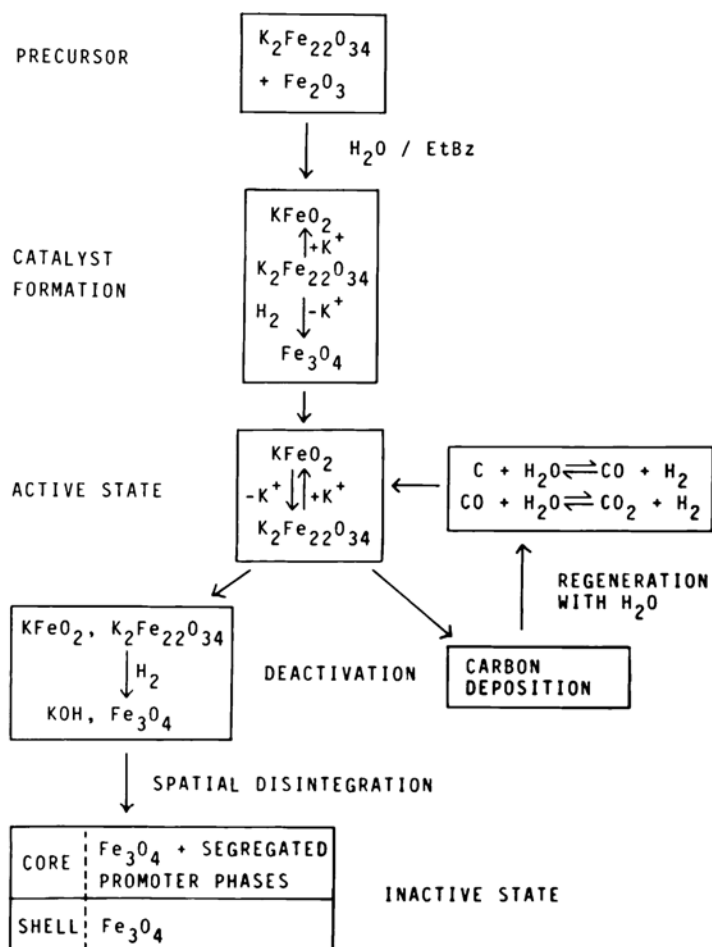 PRECURSOR
K2Fe22O34
+ Fe2O3
H2O / EtBz
CATALYST
FORMATION
KFeO2
+K+
K2Fe22O34
H2 -K+
Fe3O4
ACTIVE STATE
KFeO2
-K+ +K+
K2Fe22O34
C + H2O⇌CO + H2
CO + H2O⇌CO2 + H2
REGENERATION
WITH H2O
KFeO2, K2Fe22O34
H2
KOH, Fe3O4
DEACTIVATION
CARBON
DEPOSITION
SPATIAL DISINTEGRATION
CORE
Fe3O4 + SEGREGATED
PROMOTER PHASES
SHELL
Fe3O4
INACTIVE STATE